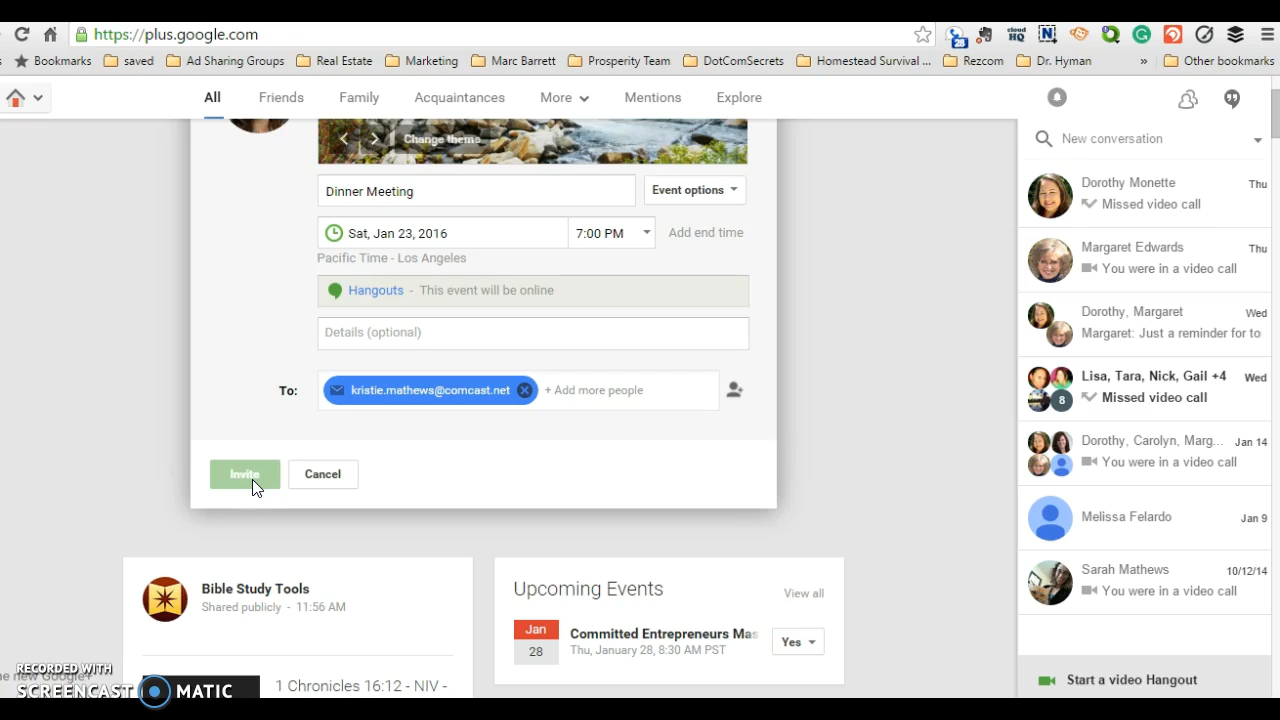 https://plus.google.com
28
cloud HQ
Bookmarks saved Ad Sharing Groups Real Estate Marketing Marc Barrett Prosperity Team DotComSecrets Homestead Survival ... Rezcom Dr. Hyman » Other bookmarks
All Friends Family Acquaintances More Mentions Explore
Change theme
Dinner Meeting
Event options
Sat, Jan 23, 2016
7:00 PM
Add end time
Pacific Time - Los Angeles
Hangouts - This event will be online
Details (optional)
To:
kristie.mathews@comcast.net
+ Add more people
Invite
Cancel
Bible Study Tools
Shared publicly - 11:56 AM
1 Chronicles 16:12 - NIV -
Upcoming Events
View all
Jan
28
Committed Entrepreneurs Mas
Thu, January 28, 8:30 AM PST
Yes
New conversation
Dorothy Monette Thu
Missed video call
Margaret Edwards Thu
You were in a video call
Dorothy, Margaret Wed
Margaret: Just a reminder for to
Lisa, Tara, Nick, Gail +4 Wed
8
Missed video call
Dorothy, Carolyn, Marg... Jan 14
You were in a video call
Melissa Felardo Jan 9
Sarah Mathews 10/12/14
You were in a video call
Start a video Hangout
RECORDED WITH
SCREENCAST MATIC